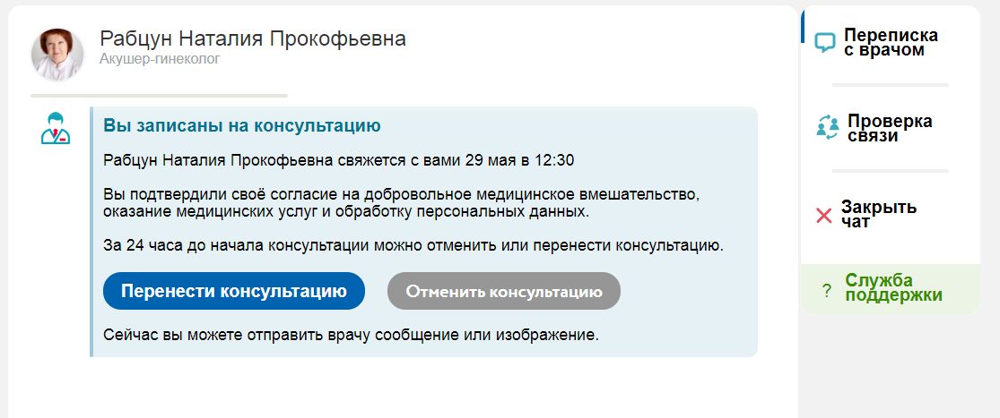 Рабцун Наталия Прокофьевна
Акушер-гинеколог
Вы записаны на консультацию
Рабцун Наталия Прокофьевна свяжется с вами 29 мая в 12:30
Вы подтвердили своё согласие на добровольное медицинское вмешательство,
оказание медицинских услуг и обработку персональных данных.
За 24 часа до начала консультации можно отменить или перенести консультацию.
Перенести консультацию
Отменить консультацию
Сейчас вы можете отправить врачу сообщение или изображение.
Переписка
с врачом
Проверка
связи
Закрыть
чат
?
Служба
поддержки